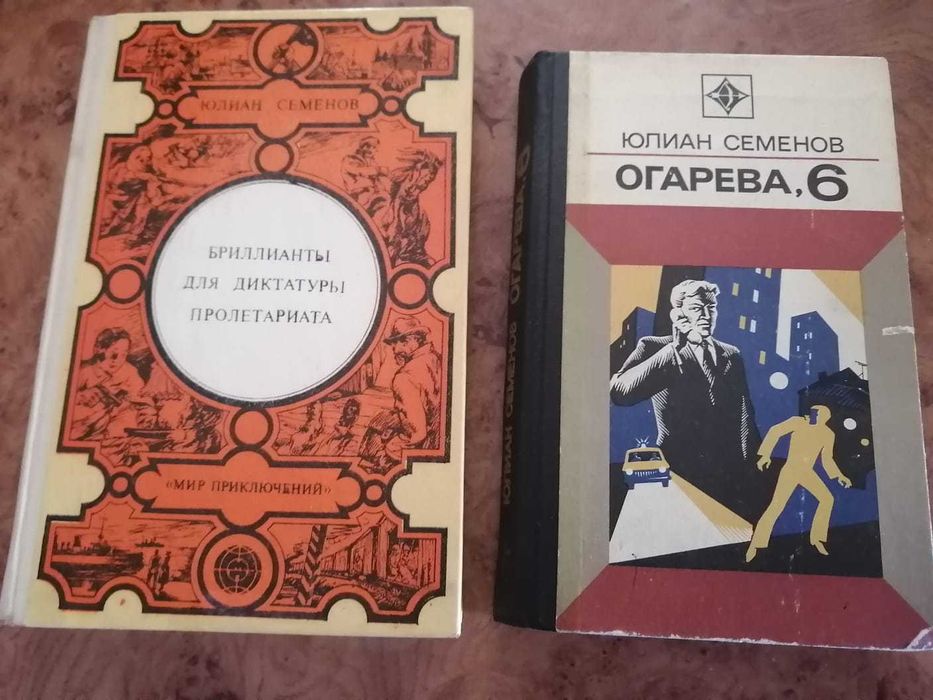 ЮЛИАН СЕМЕНОВ
БРИЛЛИАНТЫ
ДЛЯ ДИКТАТУРЫ
ПРОЛЕТАРИАТА
«МИР ПРИКЛЮЧЕНИЙ»
ЮЛИАН СЕМЕНОВ ОГАРЕВА, 6
ЮЛИАН СЕМЕНОВ
ОГАРЕВА, 6